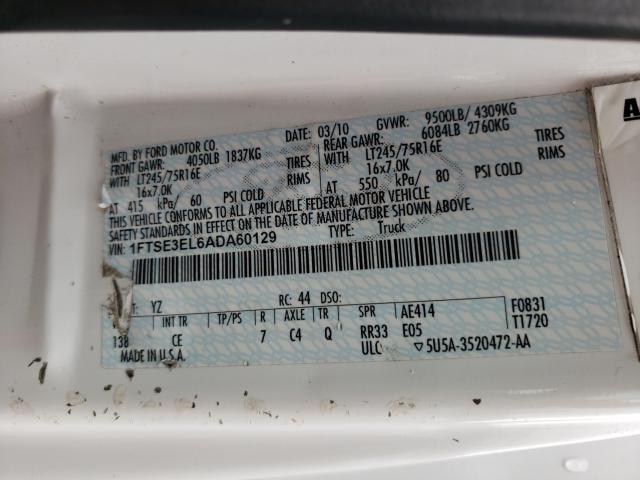 MFD. BY FORD MOTOR CO. DATE: 03/10 GVWR: 9500LB/ 4309KG
FRONT GAWR: 4050LB 1837KG REAR GAWR: 6084LB 2760KG
WITH LT245/75R16E TIRES WITH LT245/75R16E TIRES
16x7.0K RIMS 16x7.0K RIMS
AT 415 kPa/ 60 PSI COLD AT 550 kPa/ 80 PSI COLD
THIS VEHICLE CONFORMS TO ALL APPLICABLE FEDERAL MOTOR VEHICLE
SAFETY STANDARDS IN EFFECT ON THE DATE OF MANUFACTURE SHOWN ABOVE.
VIN: 1FTSE3EL6ADA60129 TYPE: Truck
YZ RC: 44 DSO:
INT TR TP/PS R AXLE TR SPR AE414 F0831
138 CE 7 C4 Q RR33 E05 T1720
MADE IN U.S.A. ULC ▽5U5A-3520472-AA
A